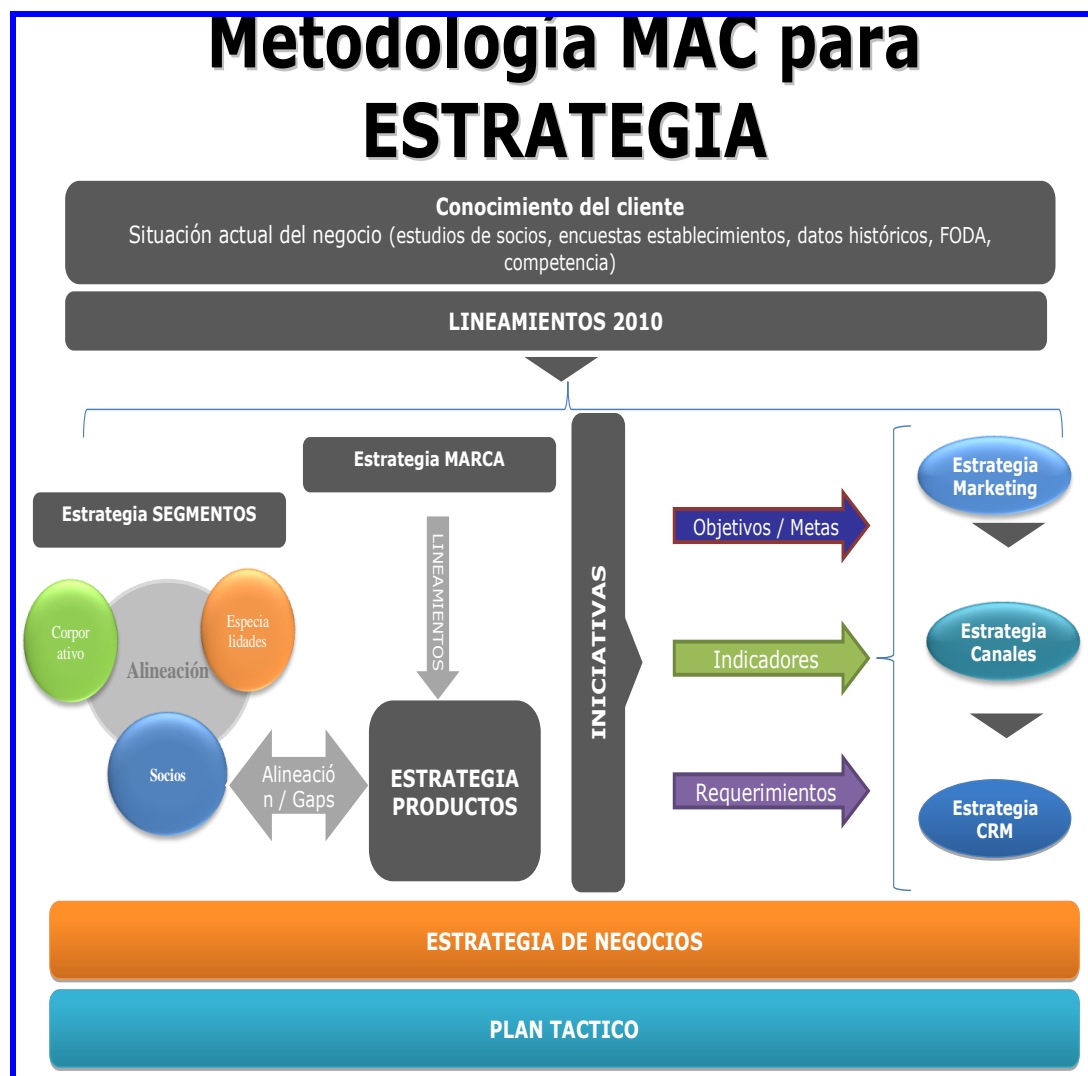 Metodología MAC para
ESTRATEGIA
Conocimiento del cliente
Situación actual del negocio (estudios de socios, encuestas establecimientos, datos históricos, FODA,
competencia)
LINEAMIENTOS 2010
Estrategia MARCA
Estrategia SEGMENTOS
LINEAMIENTOS
Corpor
ativo
Especia
lidades
Alineación
Socios
Alineació
n / Gaps
ESTRATEGIA
PRODUCTOS
INICIATIVAS
Objetivos / Metas
Indicadores
Requerimientos
Estrategia
Marketing
Estrategia
Canales
Estrategia
CRM
ESTRATEGIA DE NEGOCIOS
PLAN TACTICO